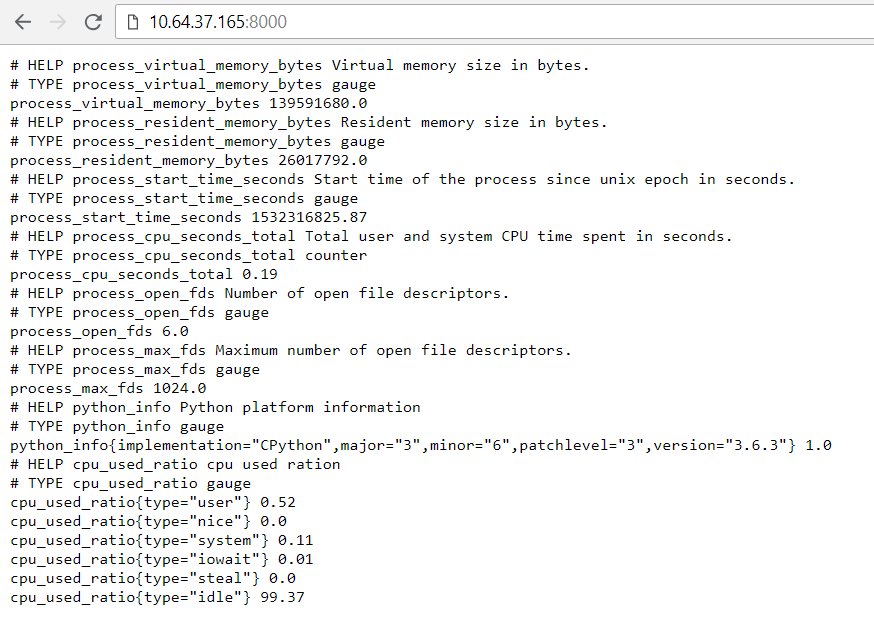 10.64.37.165:8000
# HELP process_virtual_memory_bytes Virtual memory size in bytes.
# TYPE process_virtual_memory_bytes gauge
process_virtual_memory_bytes 139591680.0
# HELP process_resident_memory_bytes Resident memory size in bytes.
# TYPE process_resident_memory_bytes gauge
process_resident_memory_bytes 26017792.0
# HELP process_start_time_seconds Start time of the process since unix epoch in seconds.
# TYPE process_start_time_seconds gauge
process_start_time_seconds 1532316825.87
# HELP process_cpu_seconds_total Total user and system CPU time spent in seconds.
# TYPE process_cpu_seconds_total counter
process_cpu_seconds_total 0.19
# HELP process_open_fds Number of open file descriptors.
# TYPE process_open_fds gauge
process_open_fds 6.0
# HELP process_max_fds Maximum number of open file descriptors.
# TYPE process_max_fds gauge
process_max_fds 1024.0
# HELP python_info Python platform information
# TYPE python_info gauge
python_info{implementation="CPython",major="3",minor="6",patchlevel="3",version="3.6.3"} 1.0
# HELP cpu_used_ratio cpu used ration
# TYPE cpu_used_ratio gauge
cpu_used_ratio{type="user"} 0.52
cpu_used_ratio{type="nice"} 0.0
cpu_used_ratio{type="system"} 0.11
cpu_used_ratio{type="iowait"} 0.01
cpu_used_ratio{type="steal"} 0.0
cpu_used_ratio{type="idle"} 99.37